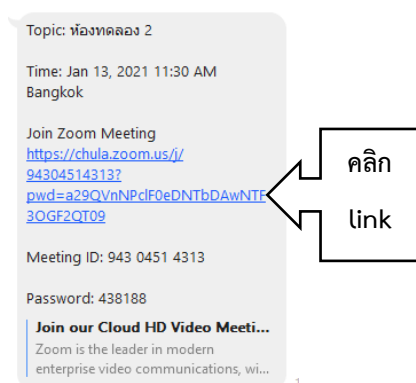 Topic: ห้องทดลอง 2
Time: Jan 13, 2021 11:30 AM
Bangkok
Join Zoom Meeting
https://chula.zoom.us/j/
94304514313?
pwd=a29QVnNPclF0eDNTbDAwNTF
3OGF2QT09
Meeting ID: 943 0451 4313
Password: 438188
Join our Cloud HD Video Meeti...
Zoom is the leader in modern
enterprise video communications, wi...
คลิก
link